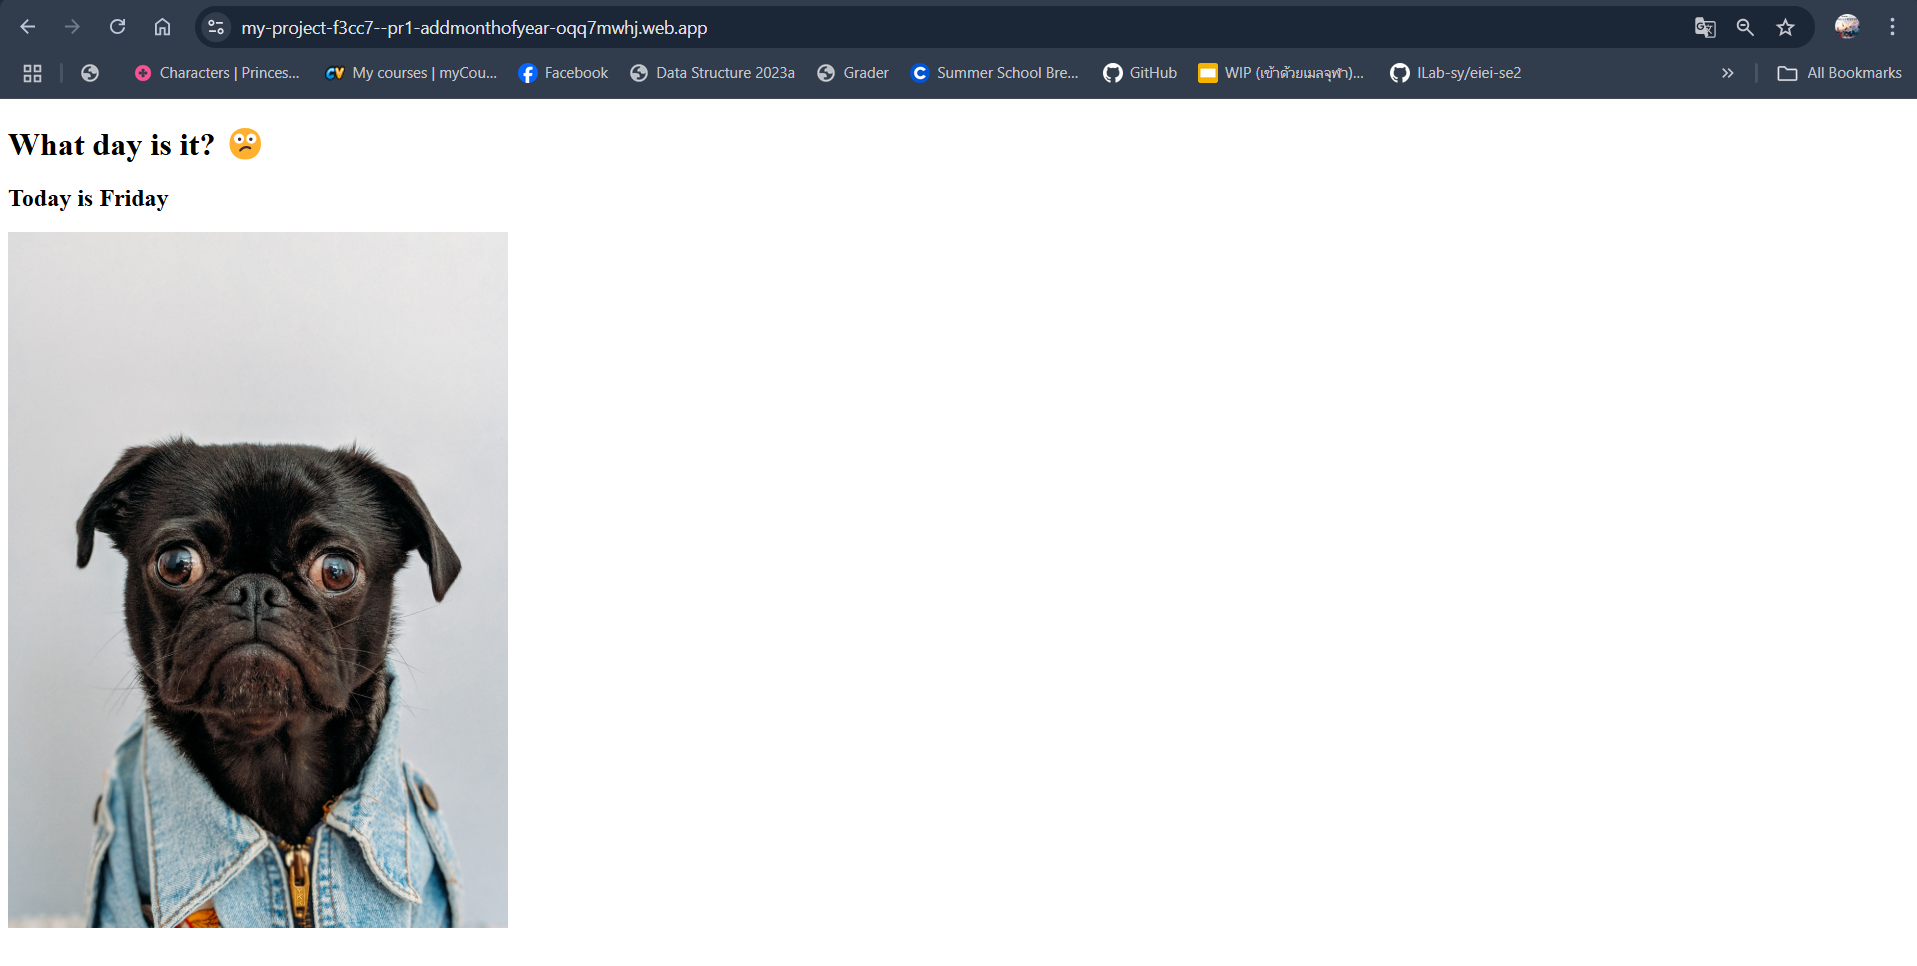 my-project-f3cc7--pr1-addmonthofyear-oqq7mwhj.web.app
Characters | Princes... My courses | myCou... Facebook Data Structure 2023a Grader Summer School Bre... GitHub WIP (เข้าด้วยเมลจุฬา)... ILab-sy/eiei-se2 All Bookmarks
What day is it? 🫤
Today is Friday